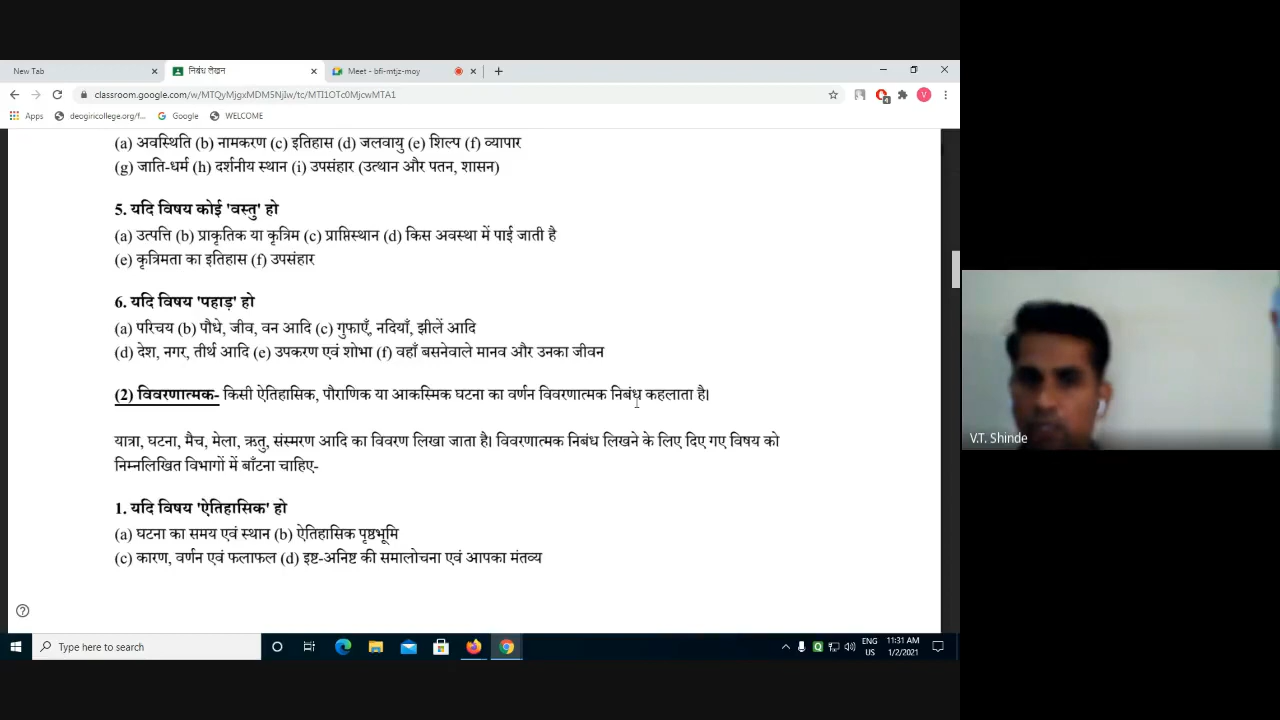 New Tab
निबंध लेखन
Meet - bfi-mtjz-moy
classroom.google.com/w/MTQyMjgxMDM5NjIw/tc/MTI1OTc0MjcwMTA1
Apps
deogiricollege.org/f...
Google
WELCOME
(a) अवस्थिति (b) नामकरण (c) इतिहास (d) जलवायु (e) शिल्प (f) व्यापार
(g) जाति-धर्म (h) दर्शनीय स्थान (i) उपसंहार (उत्थान और पतन, शासन)
5. यदि विषय कोई 'वस्तु' हो
(a) उत्पत्ति (b) प्राकृतिक या कृत्रिम (c) प्राप्तिस्थान (d) किस अवस्था में पाई जाती है
(e) कृत्रिमता का इतिहास (f) उपसंहार
6. यदि विषय 'पहाड़' हो
(a) परिचय (b) पौधे, जीव, वन आदि (c) गुफाएँ, नदियाँ, झीलें आदि
(d) देश, नगर, तीर्थ आदि (e) उपकरण एवं शोभा (f) वहाँ बसनेवाले मानव और उनका जीवन
(2) विवरणात्मक- किसी ऐतिहासिक, पौराणिक या आकस्मिक घटना का वर्णन विवरणात्मक निबंध कहलाता है।
यात्रा, घटना, मैच, मेला, ऋतु, संस्मरण आदि का विवरण लिखा जाता है। विवरणात्मक निबंध लिखने के लिए दिए गए विषय को
निम्नलिखित विभागों में बाँटना चाहिए-
1. यदि विषय 'ऐतिहासिक' हो
(a) घटना का समय एवं स्थान (b) ऐतिहासिक पृष्ठभूमि
(c) कारण, वर्णन एवं फलाफल (d) इष्ट-अनिष्ट की समालोचना एवं आपका मंतव्य
V.T. Shinde
Type here to search
ENG
US
11:31 AM
1/2/2021